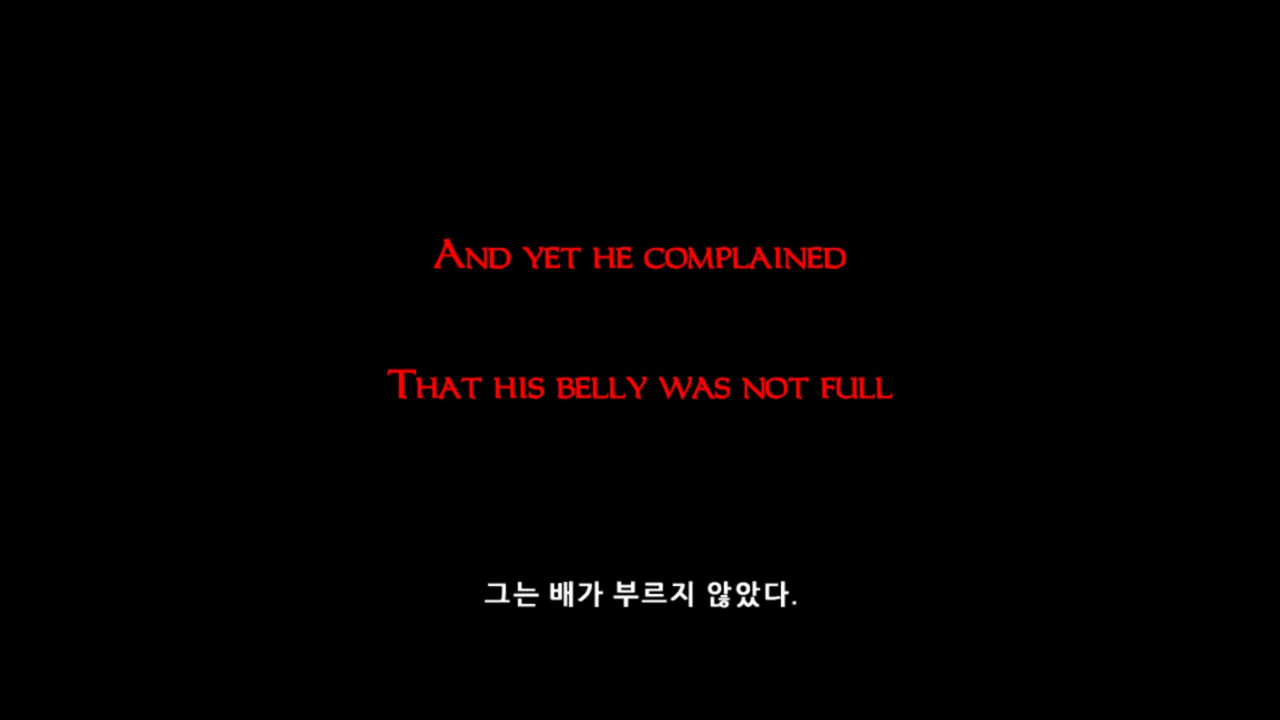 And yet he complained
That his belly was not full
그는 배가 부르지 않았다.